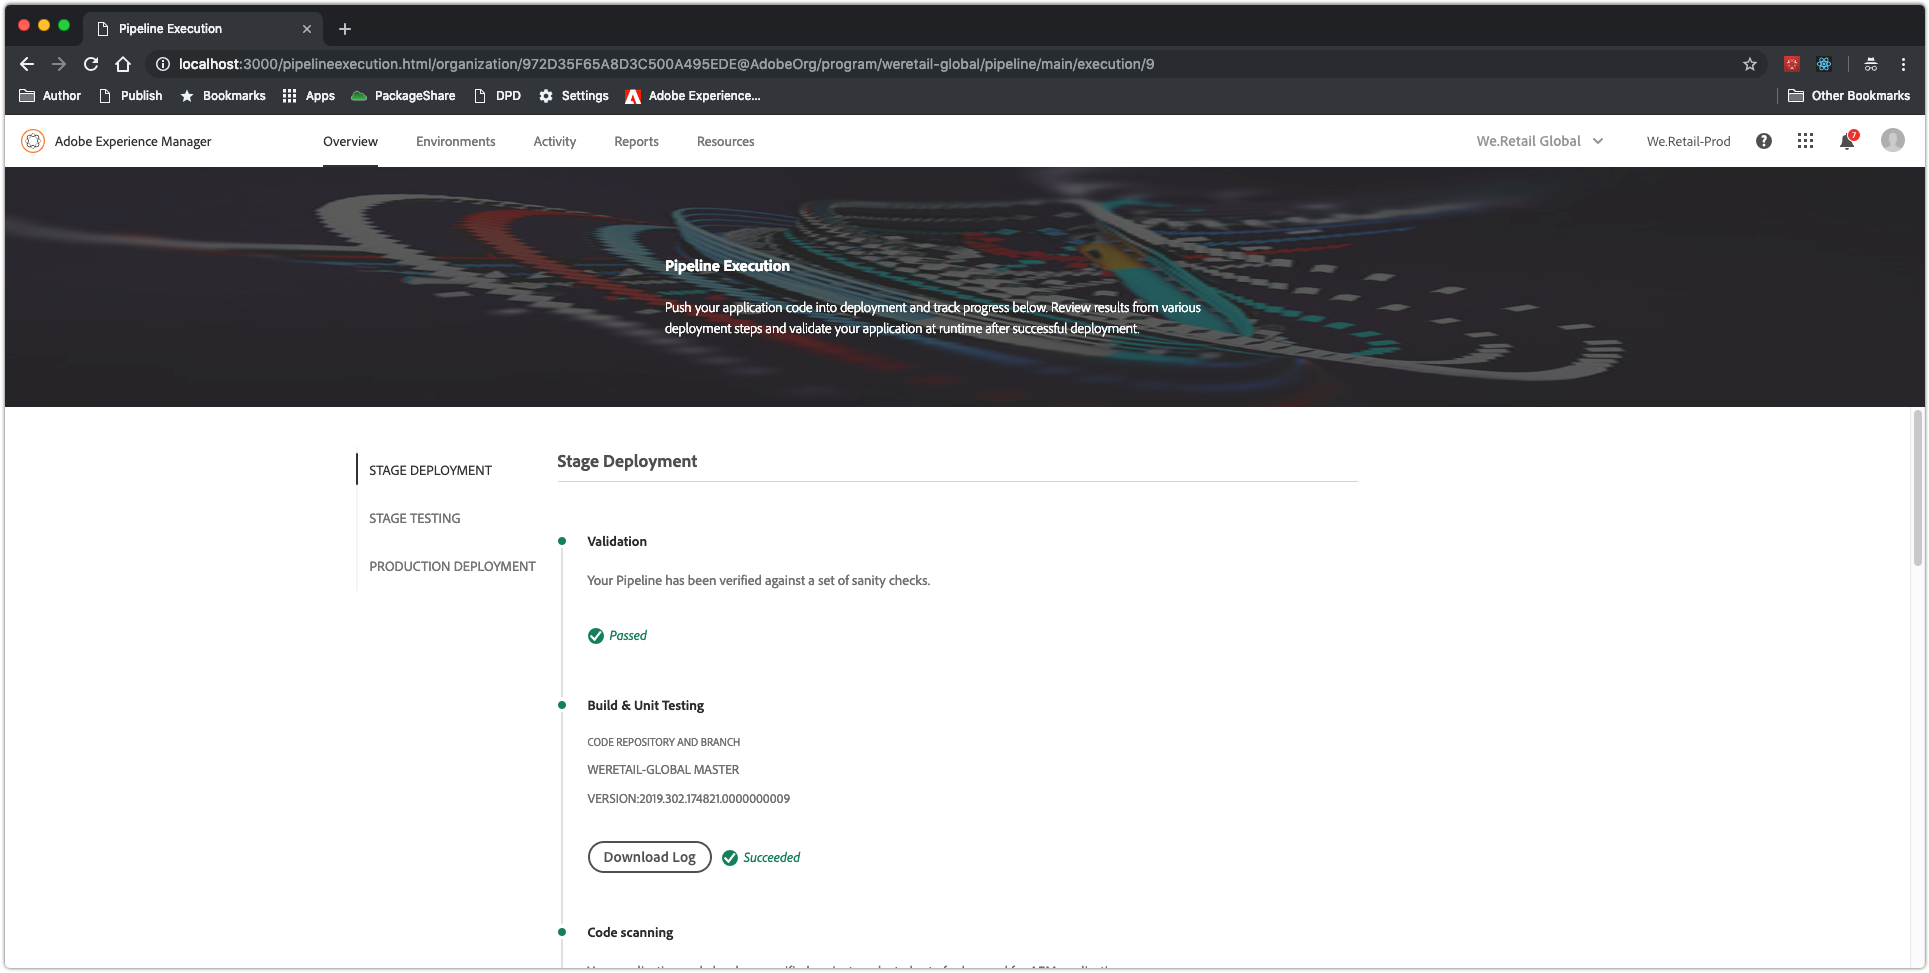 Pipeline Execution
localhost:3000/pipelineexecution.html/organization/972D35F65A8D3C500A495EDE@AdobeOrg/program/weretail-global/pipeline/main/execution/9
Author Publish Bookmarks Apps PackageShare DPD Settings Adobe Experience... Other Bookmarks
Adobe Experience Manager Overview Environments Activity Reports Resources We.Retail Global We.Retail-Prod 7
Pipeline Execution
Push your application code into deployment and track progress below. Review results from various
deployment steps and validate your application at runtime after successful deployment.
STAGE DEPLOYMENT
STAGE TESTING
PRODUCTION DEPLOYMENT
Stage Deployment
Validation
Your Pipeline has been verified against a set of sanity checks.
Passed
Build & Unit Testing
CODE REPOSITORY AND BRANCH
WERETAIL-GLOBAL MASTER
VERSION:2019.302.174821.0000000009
Download Log Succeeded
Code scanning